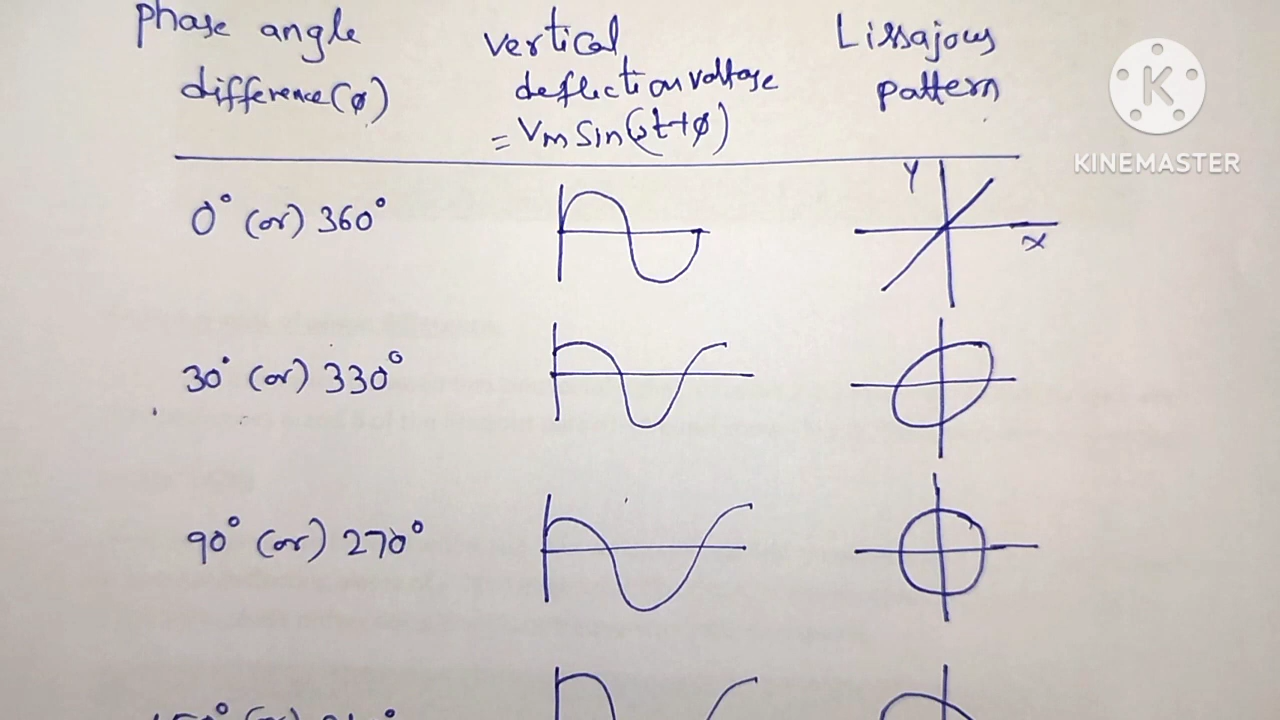 Phase angle
difference(φ)
Vertical
deflection voltage
= Vm Sin(ωt+φ)
Lissajous
pattern
K
KINEMASTER
0° (or) 360°
Y
X
30° (or) 330°
90° (or) 270°